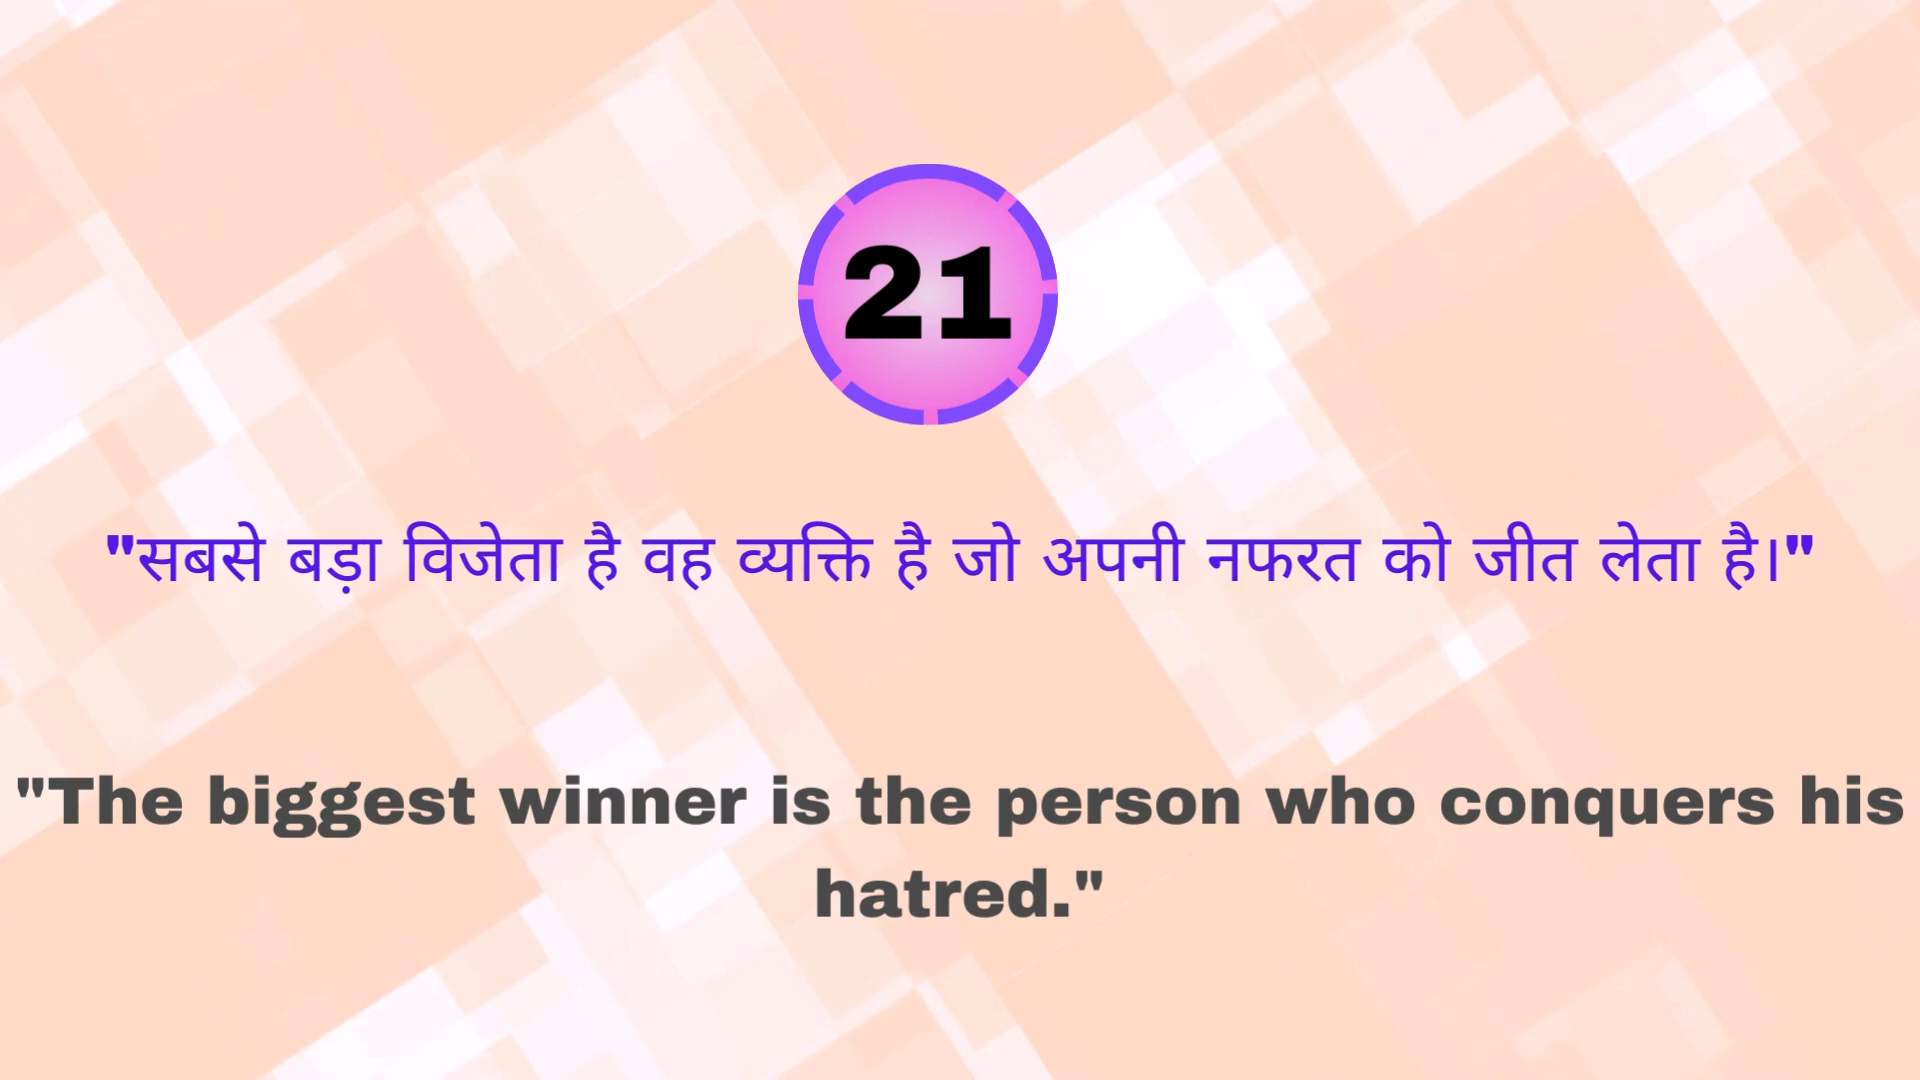 21
"सबसे बड़ा विजेता है वह व्यक्ति है जो अपनी नफरत को जीत लेता है।"
"The biggest winner is the person who conquers his
hatred."